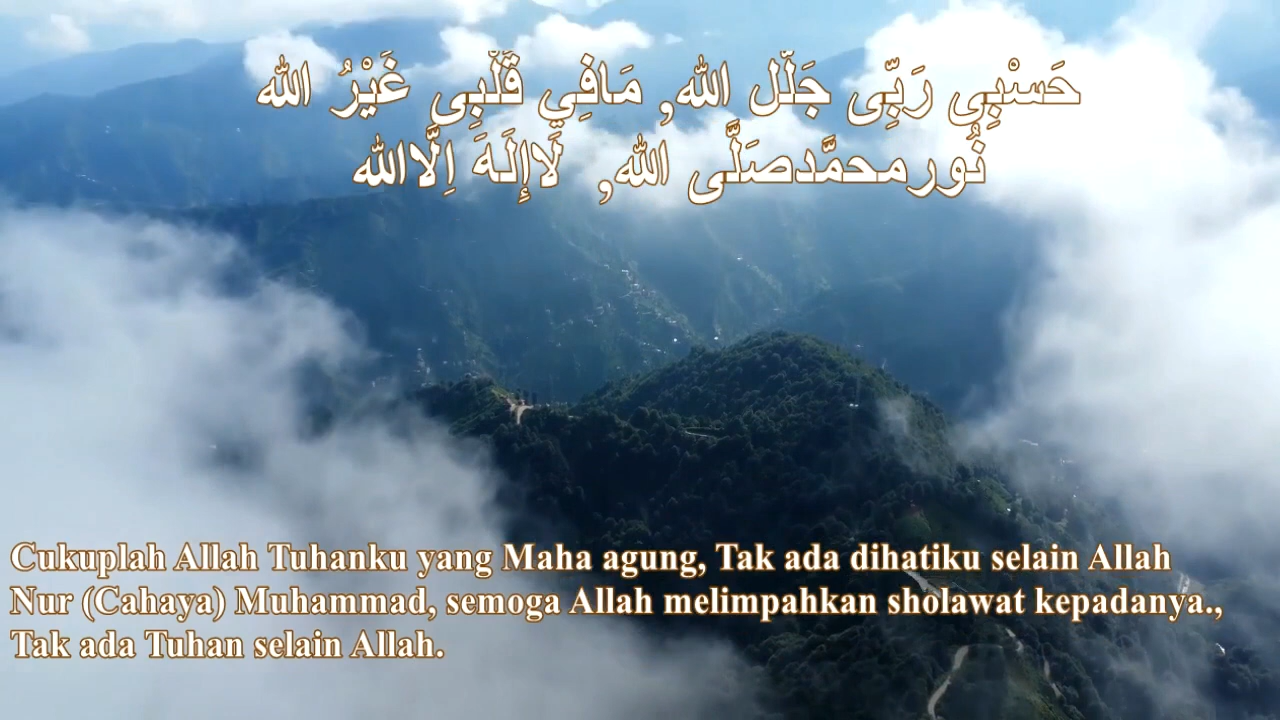 حَسْبِى رَبِّى جَلّل الله, مَافِي قَلْبِى غَيْرُ الله
نُورمحمَّدصَلَّى الله, لَاإِلَهَ اِلَّاالله
Cukuplah Allah Tuhanku yang Maha agung, Tak ada dihatiku selain Allah
Nur (Cahaya) Muhammad, semoga Allah melimpahkan sholawat kepadanya.,
Tak ada Tuhan selain Allah.